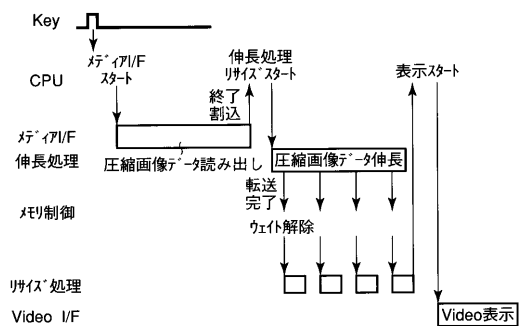 Key
メディアI/F
スタート
CPU
伸長処理
リサイズスタート
表示スタート
終了
割込
メディアI/F
圧縮画像データ読み出し
伸長処理
圧縮画像データ伸長
転送
完了
メモリ制御
ウェイト解除
リサイズ処理
Video I/F
Video表示